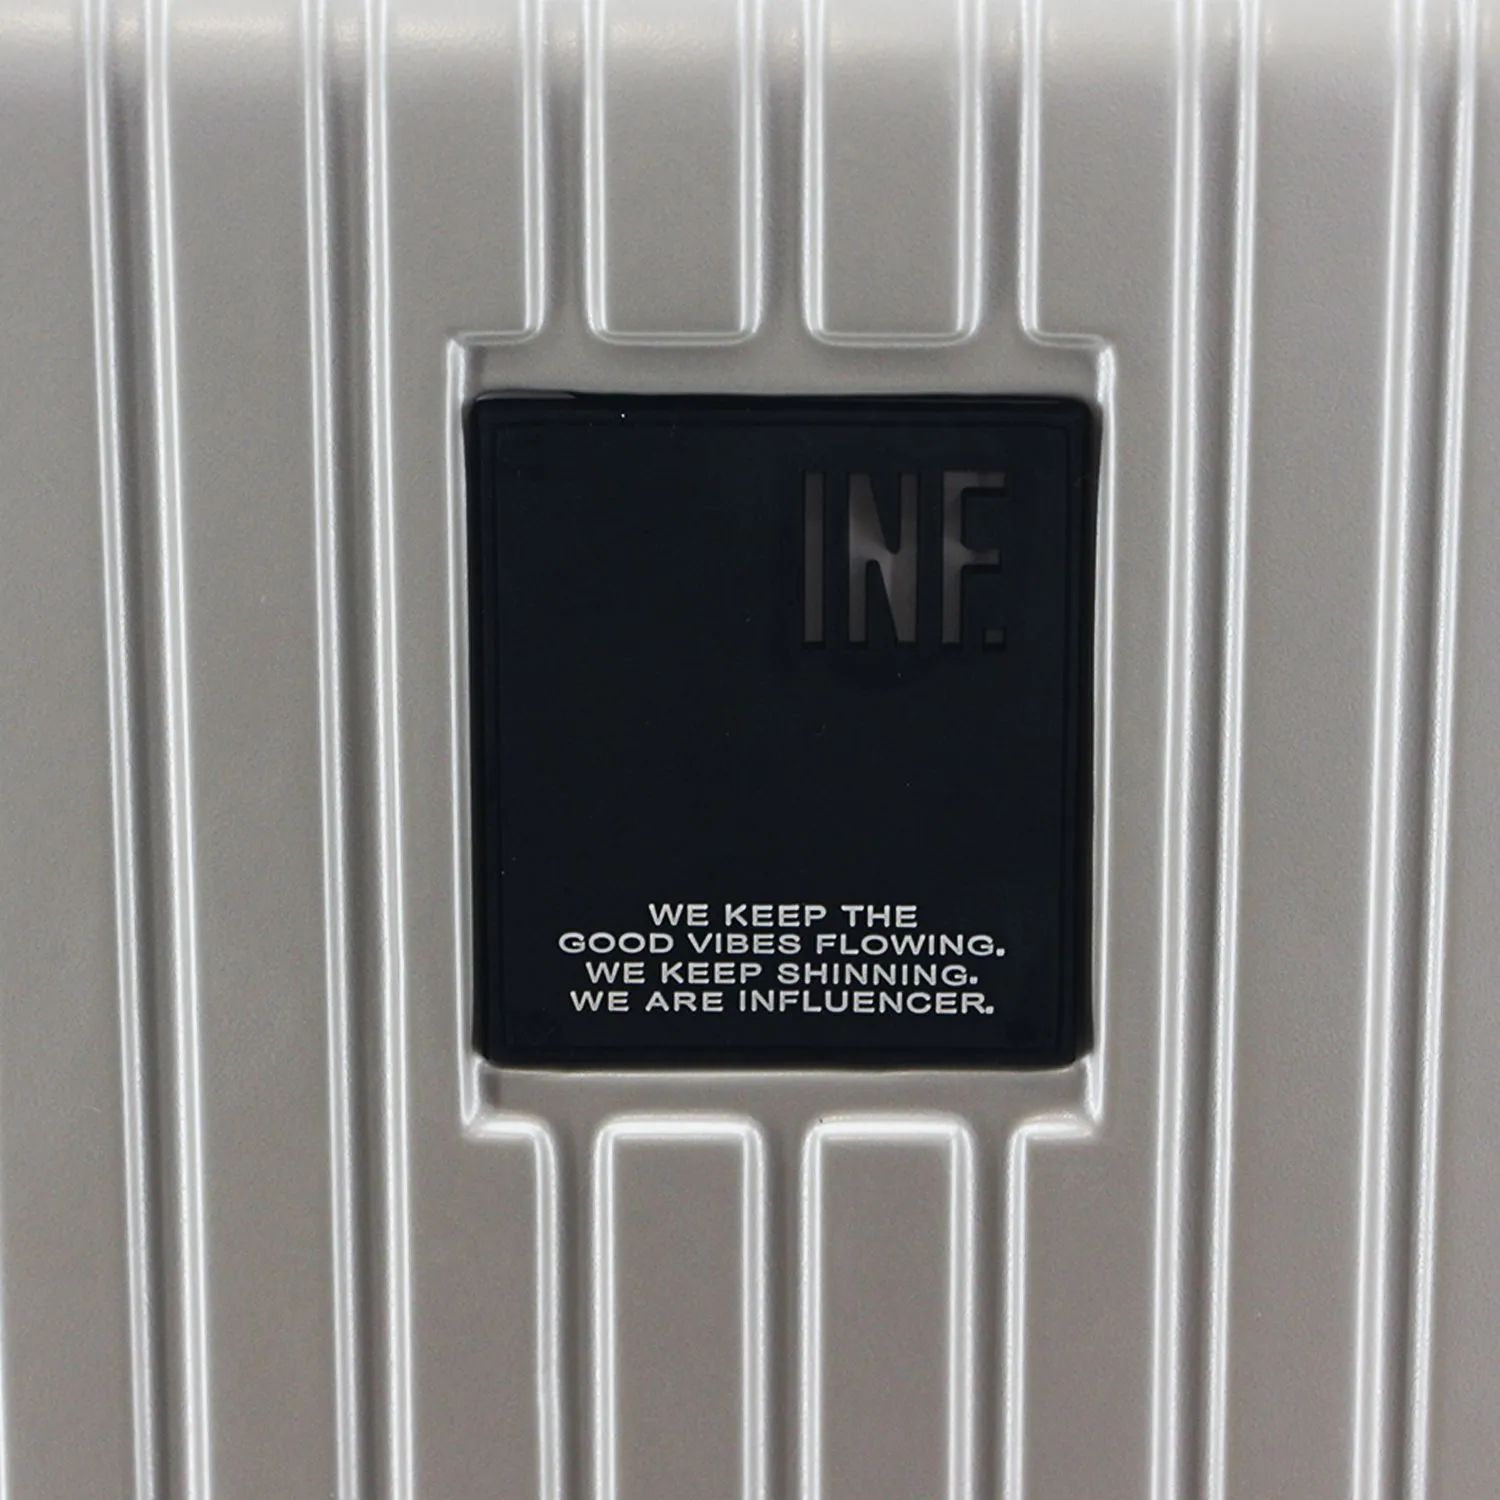 INF.
WE KEEP THE
GOOD VIBES FLOWING.
WE KEEP SHINNING.
WE ARE INFLUENCER.